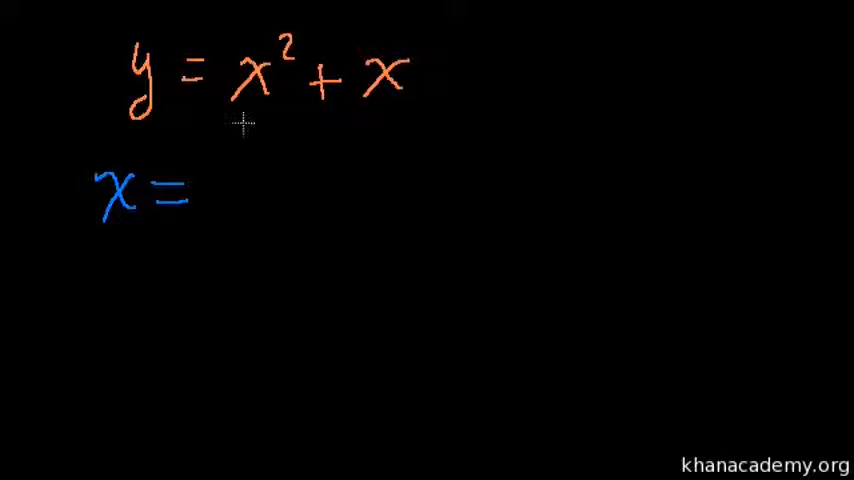 y = x² + x
x =
khanacademy.org